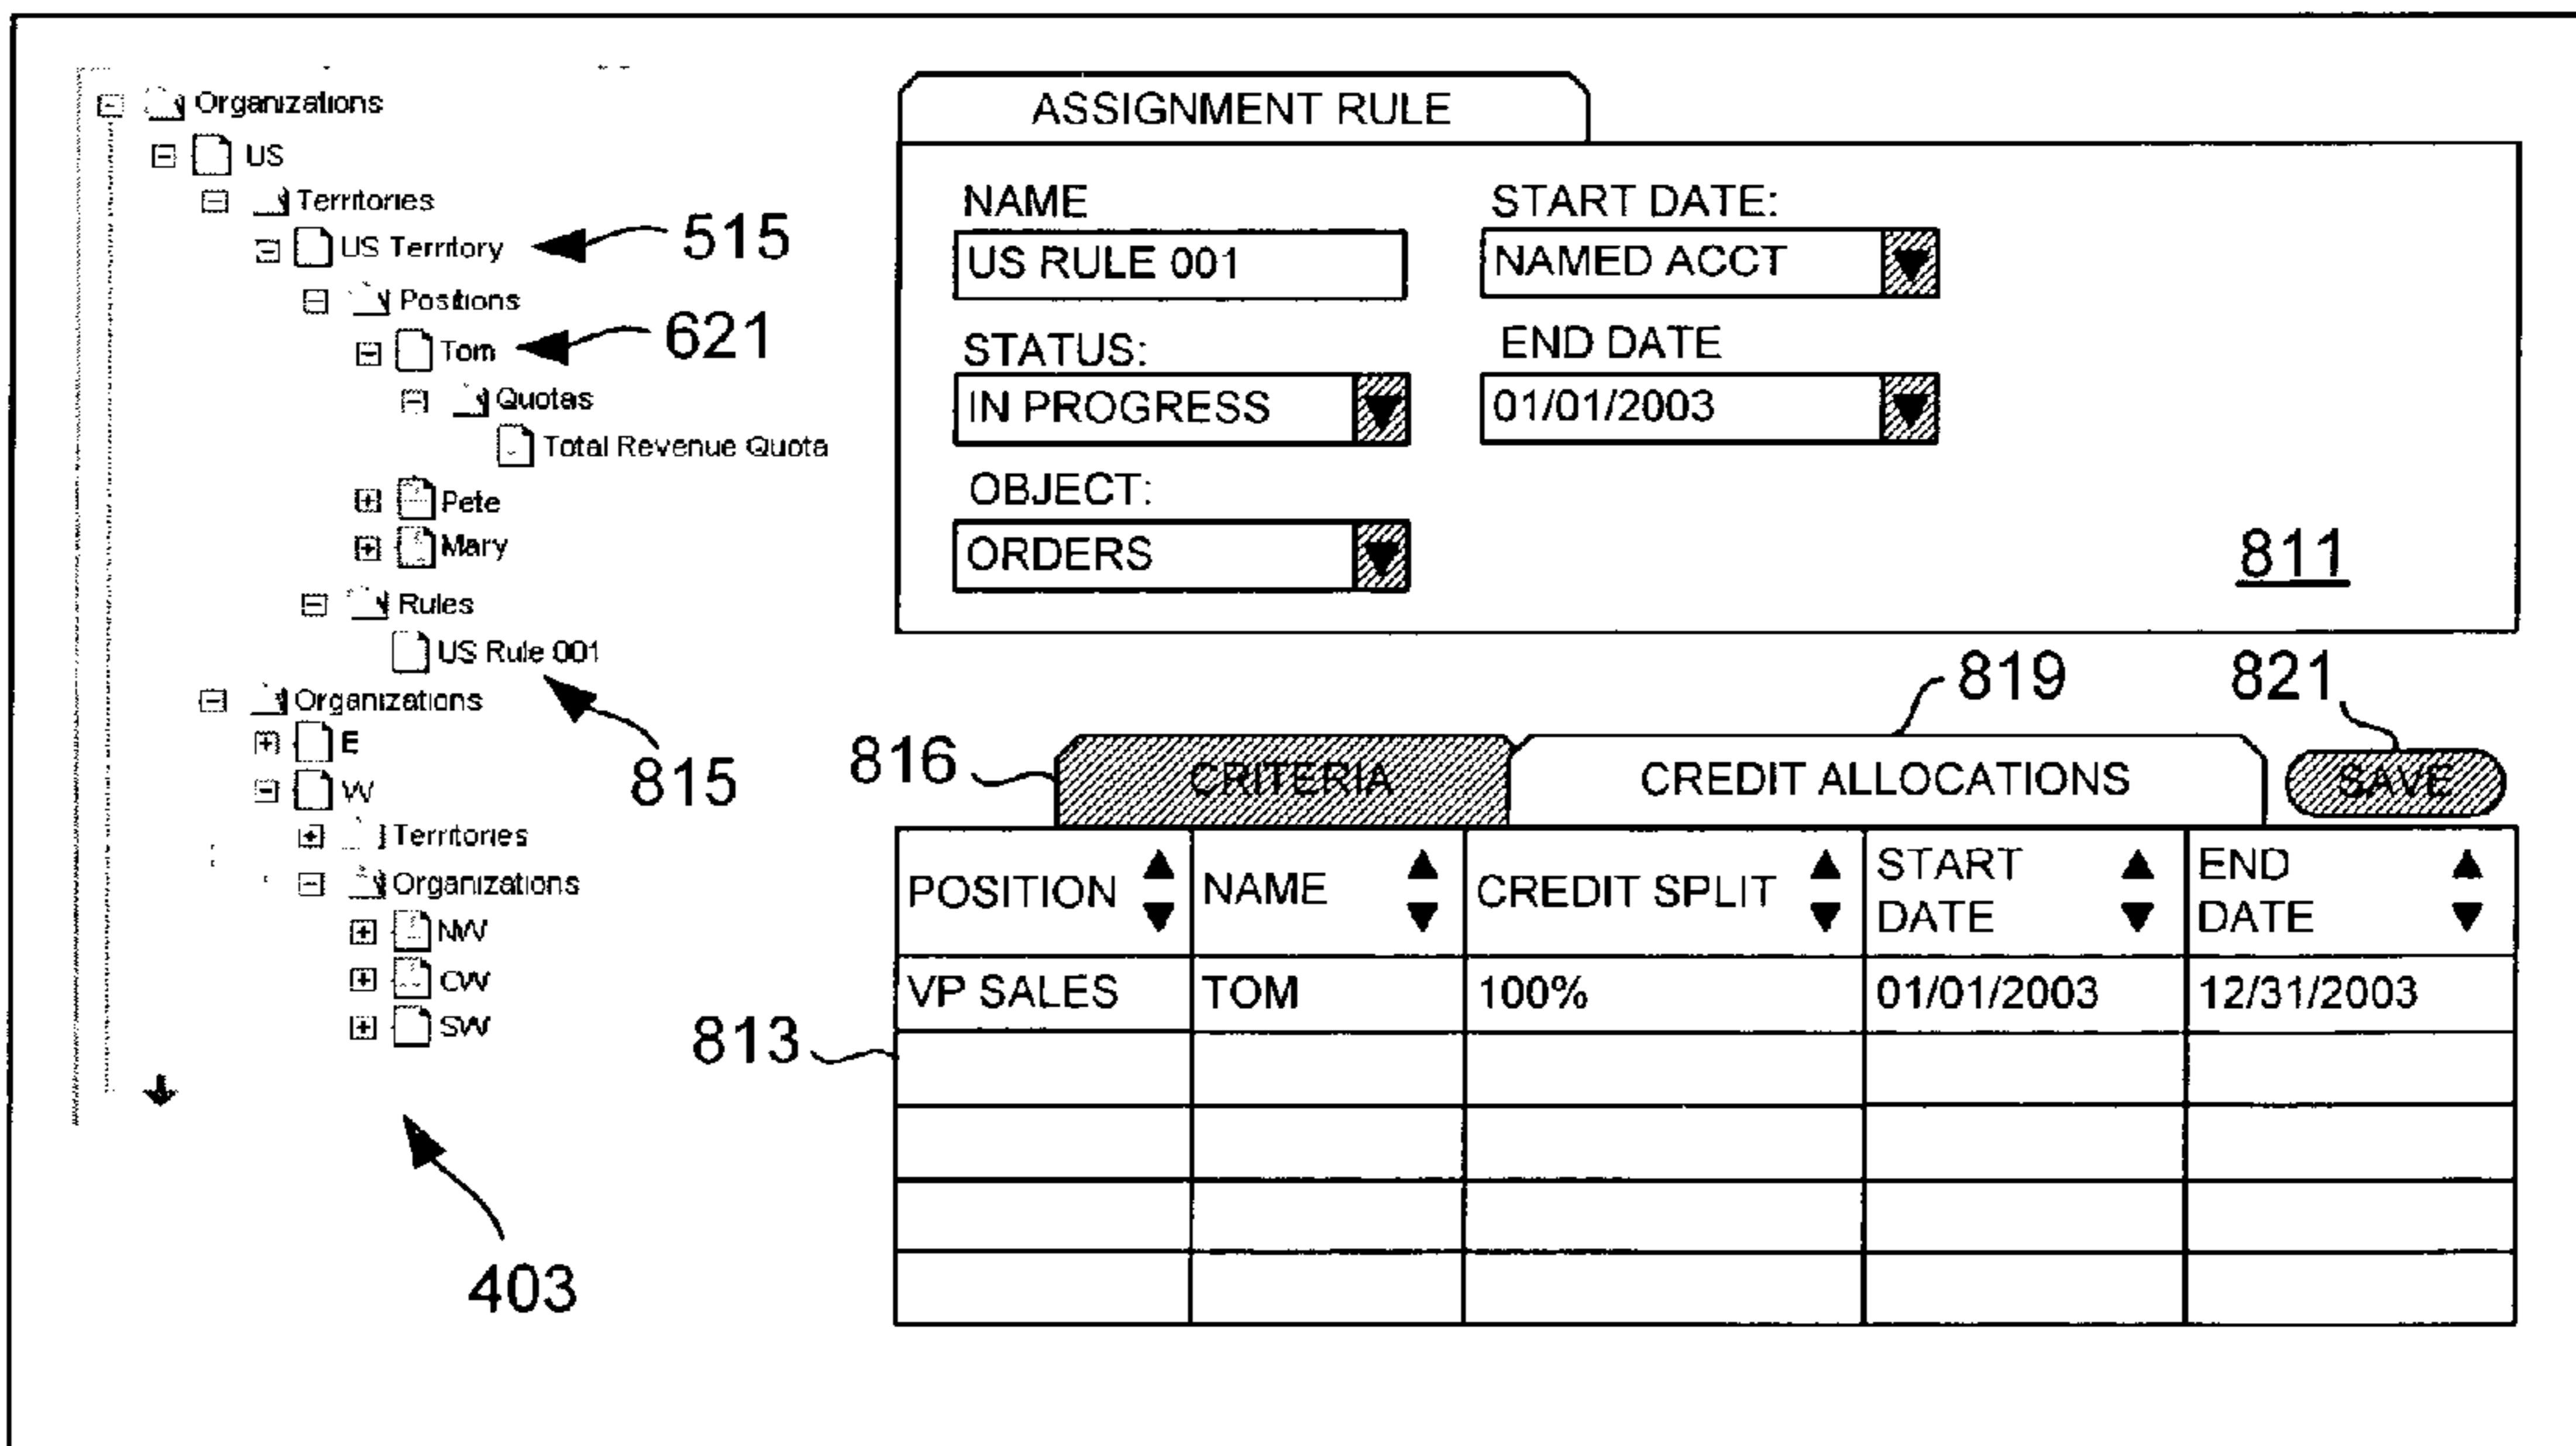 Organizations
US
Territories
US Territory
515
Positions
Tom
621
Quotas
Total Revenue Quota
Pete
Mary
Rules
US Rule 001
815
Organizations
E
W
Territories
Organizations
NW
CW
SW
403
ASSIGNMENT RULE
NAME
US RULE 001
START DATE:
NAMED ACCT
STATUS:
IN PROGRESS
END DATE
01/01/2003
OBJECT:
ORDERS
811
819
821
816
CRITERIA
CREDIT ALLOCATIONS
SAVE
POSITION NAME CREDIT SPLIT START DATE END DATE
VP SALES TOM 100% 01/01/2003 12/31/2003
813